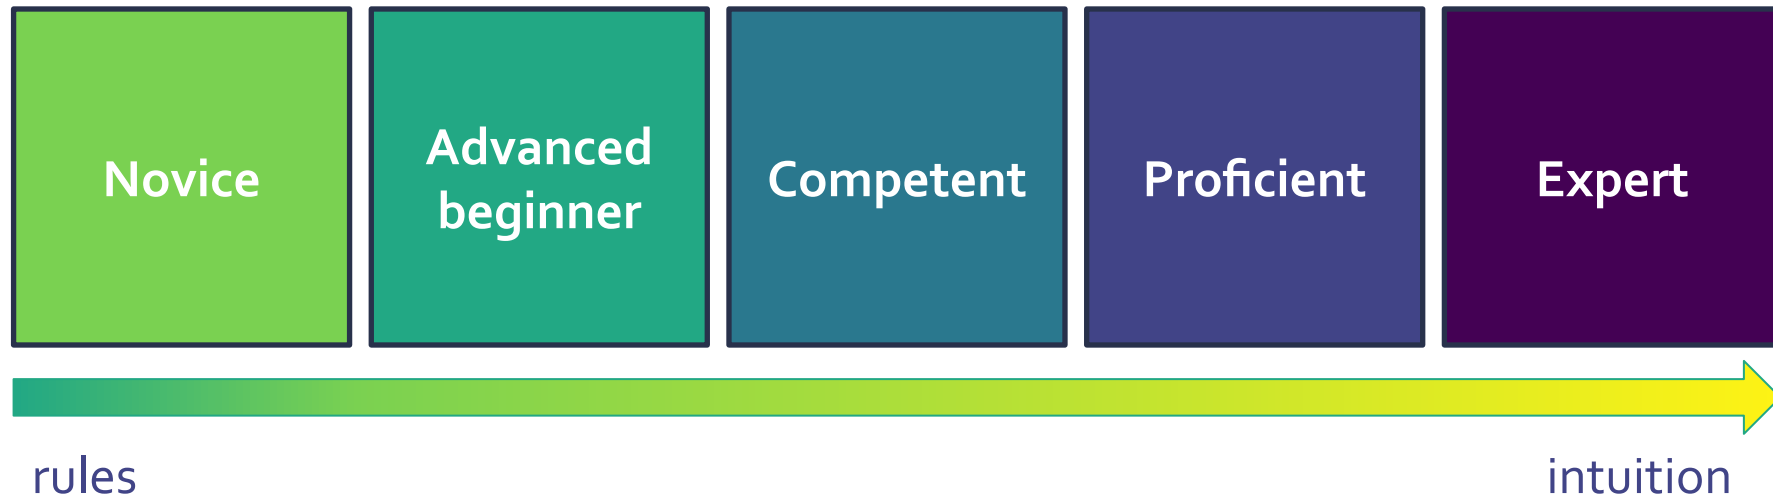 Novice
Advanced
beginner
Competent
Proficient
Expert
rules
intuition